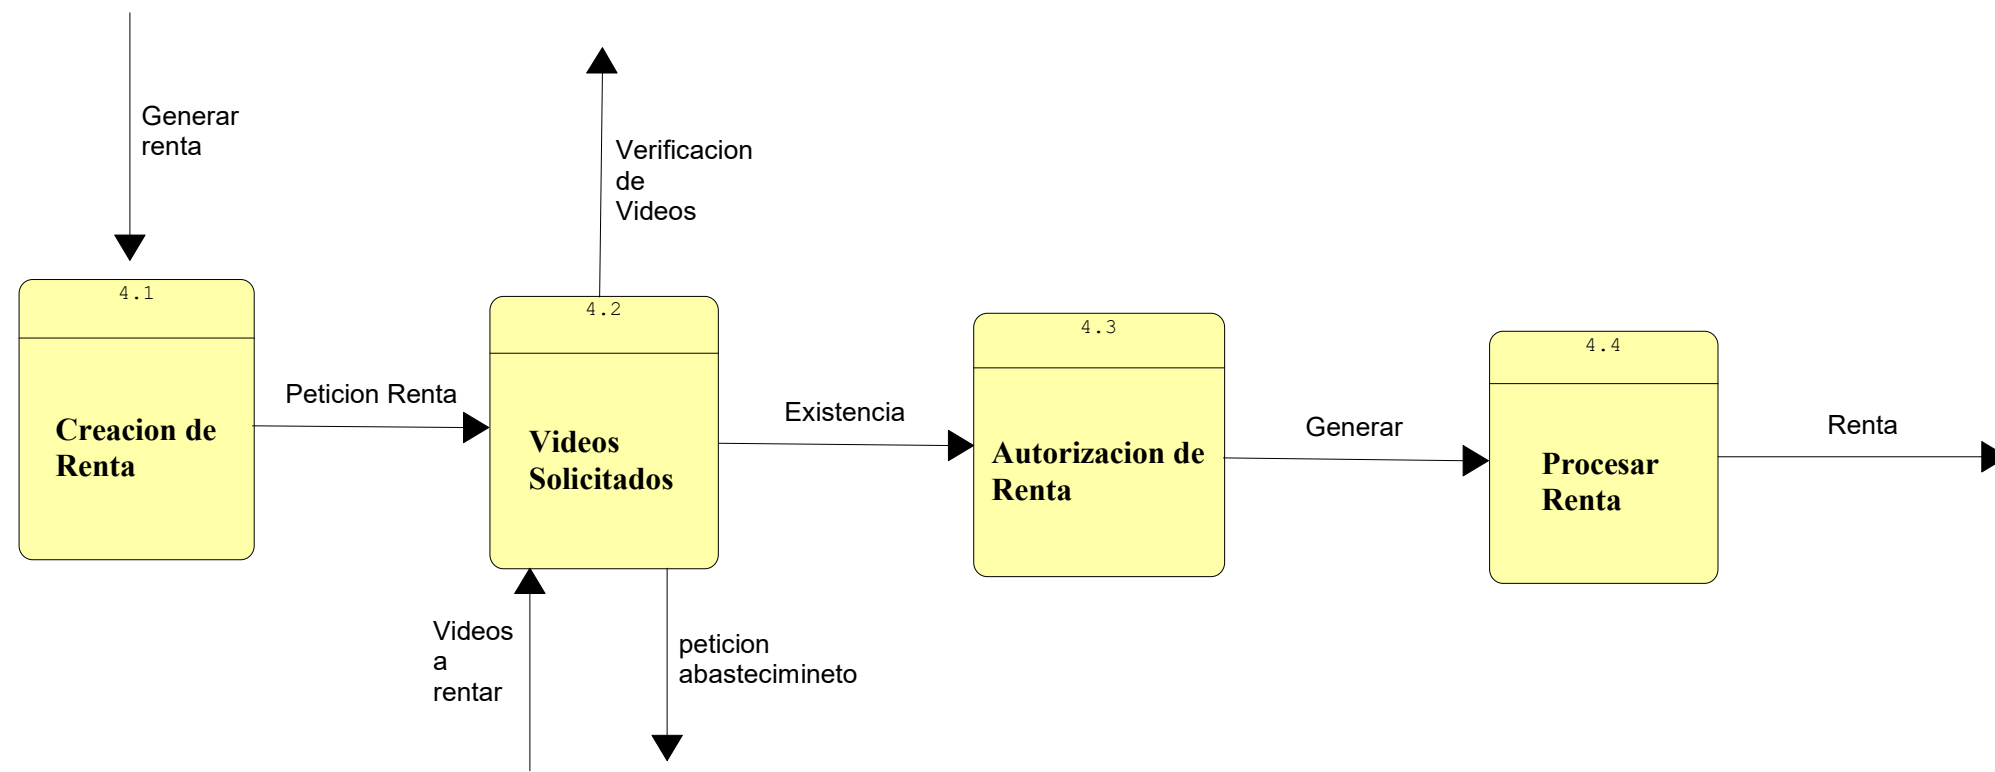 Generar
renta
Verificacion
de
Videos
4.1
Creacion de
Renta
Peticion Renta
4.2
Videos
Solicitados
Existencia
4.3
Autorizacion de
Renta
Generar
4.4
Procesar
Renta
Renta
Videos
a
rentar
peticion
abastecimineto